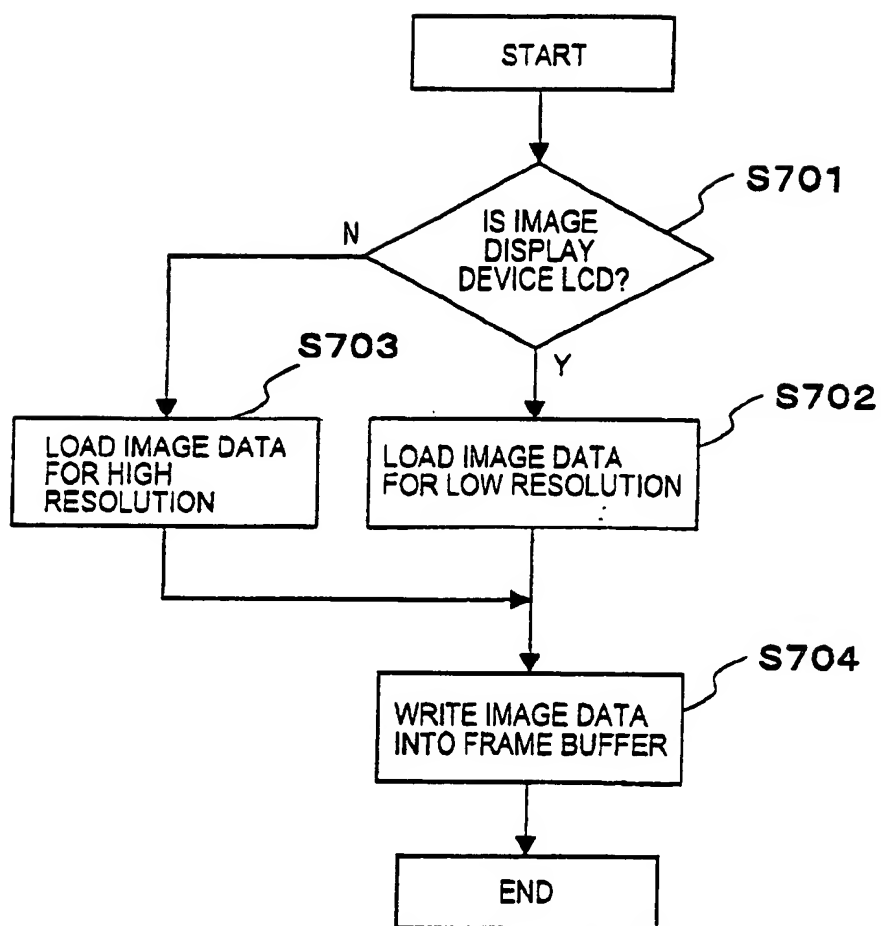 START
S701
IS IMAGE
DISPLAY
DEVICE LCD?
N
Y
S703
LOAD IMAGE DATA
FOR HIGH
RESOLUTION
S702
LOAD IMAGE DATA
FOR LOW RESOLUTION
S704
WRITE IMAGE DATA
INTO FRAME BUFFER
END